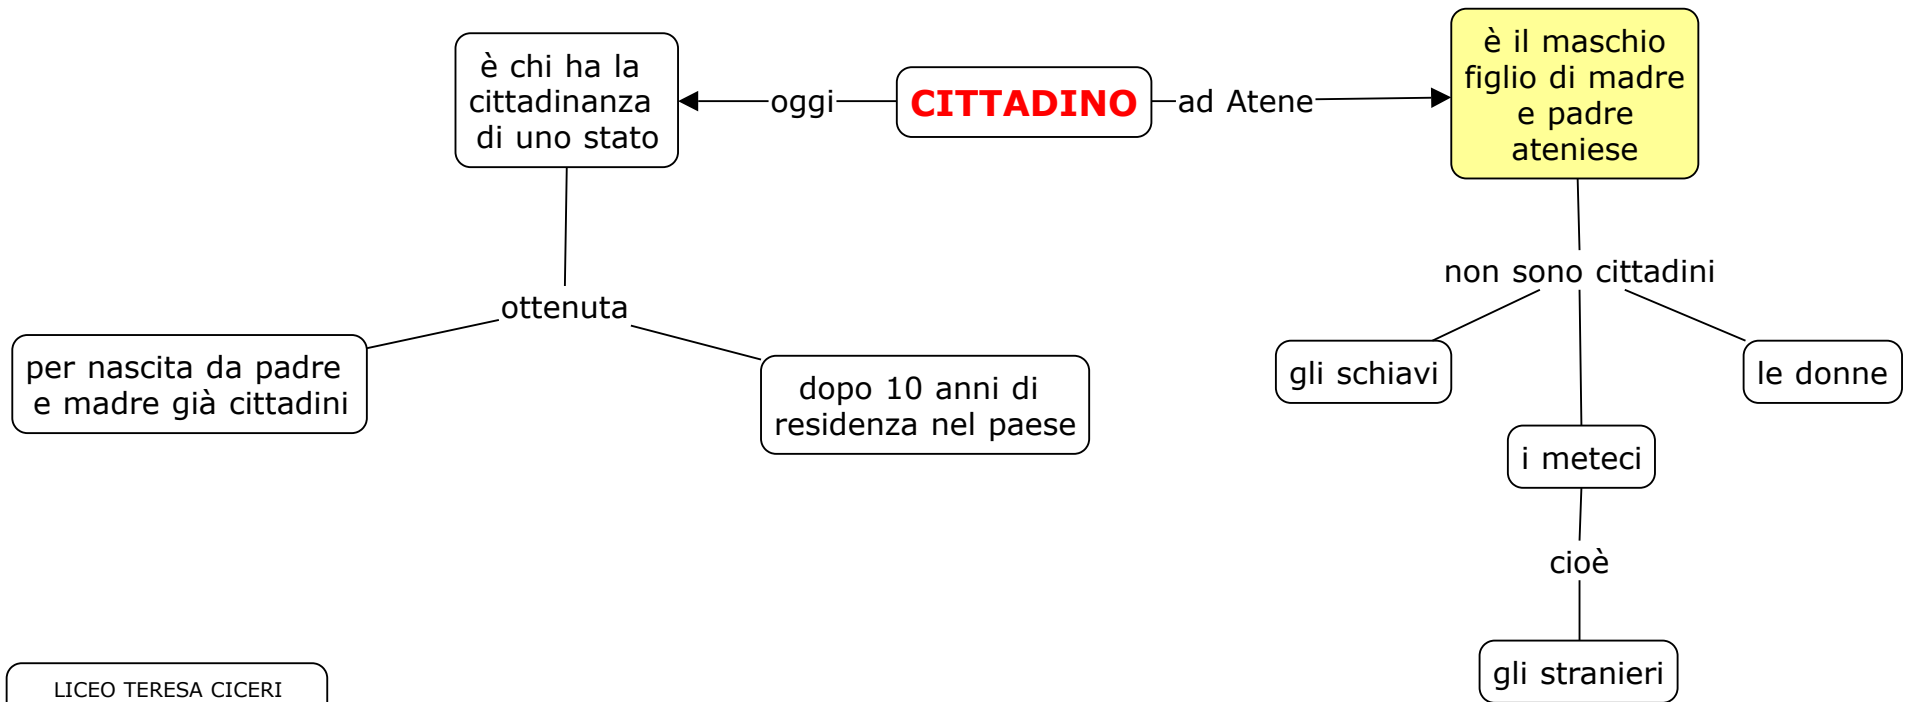 CITTADINO
oggi
è chi ha la
cittadinanza
di uno stato
ottenuta
per nascita da padre
e madre già cittadini
dopo 10 anni di
residenza nel paese
ad Atene
è il maschio
figlio di madre
e padre
ateniese
non sono cittadini
gli schiavi
i meteci
cioè
gli stranieri
le donne
LICEO TERESA CICERI